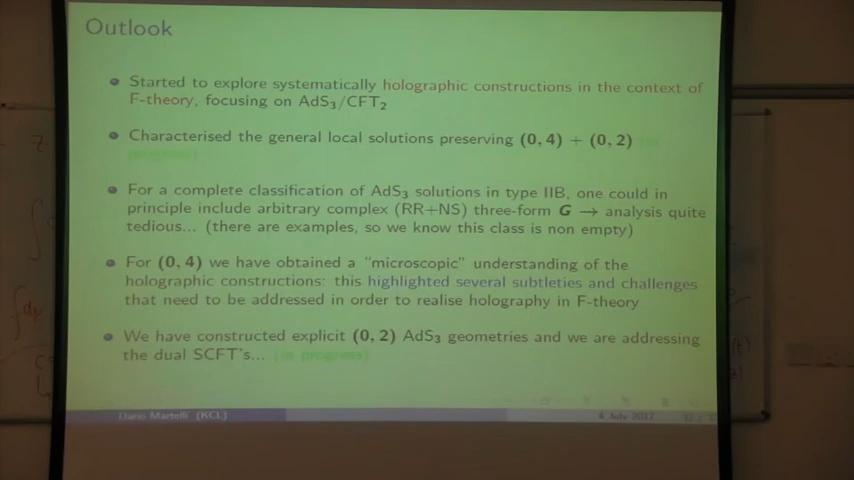 Outlook
Started to explore systematically holographic constructions in the context of
F-theory, focusing on AdS₃/CFT₂
Characterised the general local solutions preserving (0, 4) + (0, 2) (in
progress)
For a complete classification of AdS₃ solutions in type IIB, one could in
principle include arbitrary complex (RR+NS) three-form G → analysis quite
tedious... (there are examples, so we know this class is non empty)
For (0, 4) we have obtained a "microscopic" understanding of the
holographic constructions: this highlighted several subtleties and challenges
that need to be addressed in order to realise holography in F-theory
We have constructed explicit (0, 2) AdS₃ geometries and we are addressing
the dual SCFT's... (in progress)
Dario Martelli (KCL)
4 July 2017